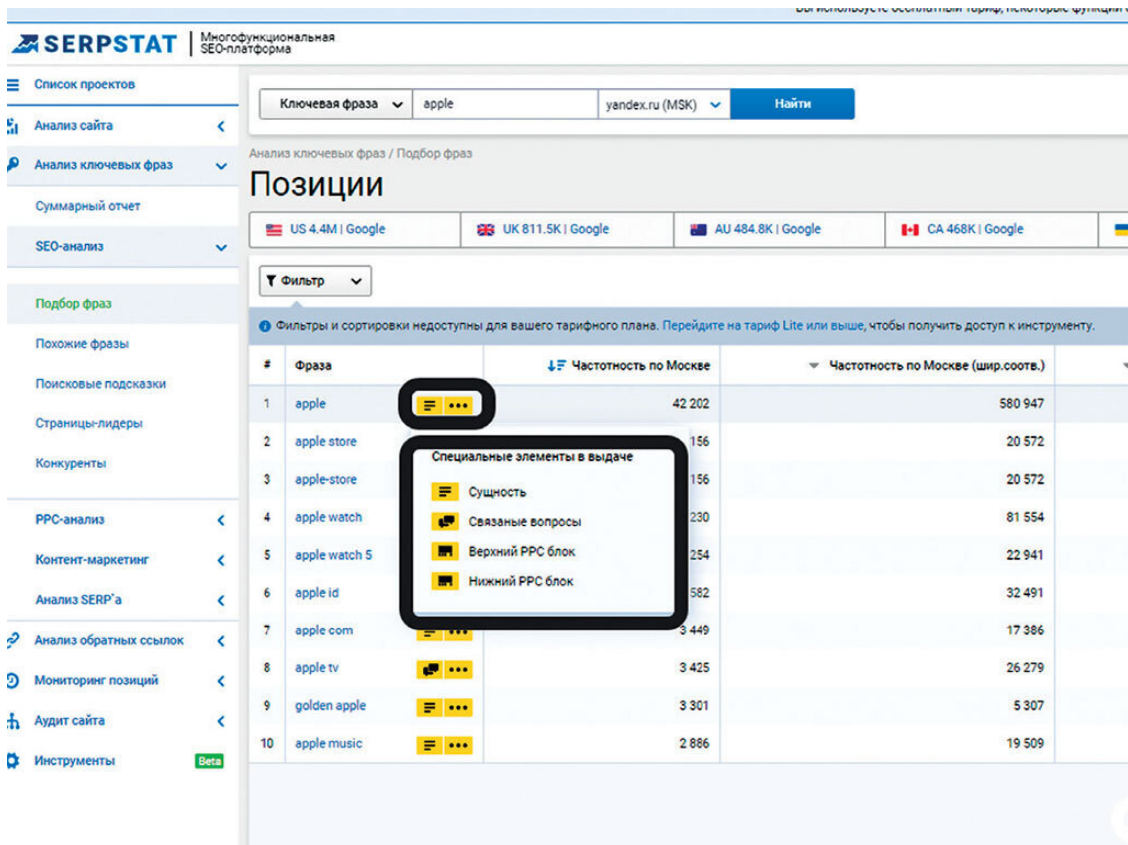 Вы используете бесплатный тариф, некоторые функции
SERPSTAT
Многофункциональная
SEO-платформа
Список проектов
Анализ сайта
Анализ ключевых фраз
Суммарный отчет
SEO-анализ
Подбор фраз
Похожие фразы
Поисковые подсказки
Страницы-лидеры
Конкуренты
PPC-анализ
Контент-маркетинг
Анализ SERP'а
Анализ обратных ссылок
Мониторинг позиций
Аудит сайта
Инструменты Beta
Ключевая фраза apple yandex.ru (MSK) Найти
Анализ ключевых фраз / Подбор фраз
Позиции
US 4.4M | Google UK 811.5K | Google AU 484.8K | Google CA 468K | Google
Фильтр
Фильтры и сортировки недоступны для вашего тарифного плана. Перейдите на тариф Lite или выше, чтобы получить доступ к инструменту.
# Фраза Частотность по Москве Частотность по Москве (шир.соотв.)
1 apple 42 202 580 947
2 apple store 156 20 572
3 apple-store 156 20 572
4 apple watch 230 81 554
5 apple watch 5 254 22 941
6 apple id 582 32 491
7 apple com 3 449 17 386
8 apple tv 3 425 26 279
9 golden apple 3 301 5 307
10 apple music 2 886 19 509
Специальные элементы в выдаче
Сущность
Связаные вопросы
Верхний PPC блок
Нижний PPC блок